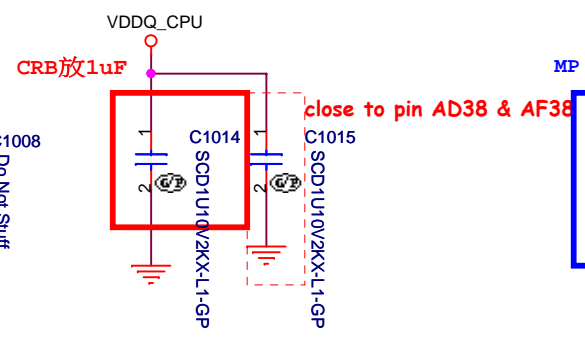 VDDQ_CPU
CRB放1uF
MP
close to pin AD38 & AF38
C1008
Do Not Stuff
1
C1014
1
C1015
2
G/P
SCD1U10V2KX-L1-GP
2
G/P
SCD1U10V2KX-L1-GP